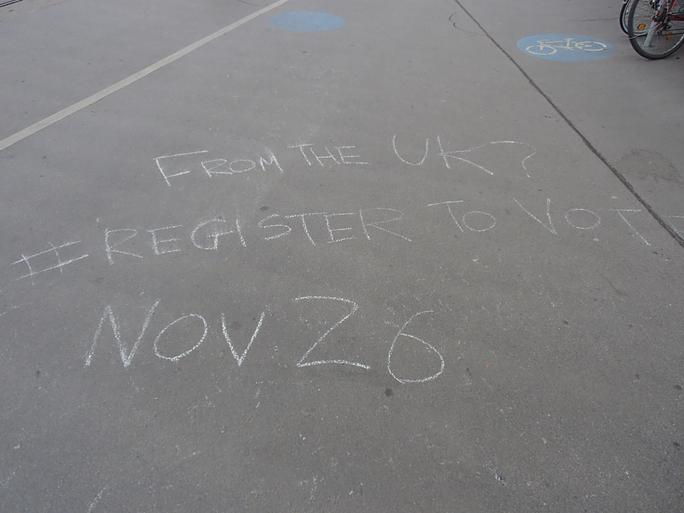 FROM THE UK?
#REGISTER TO VOTE
NOV 26